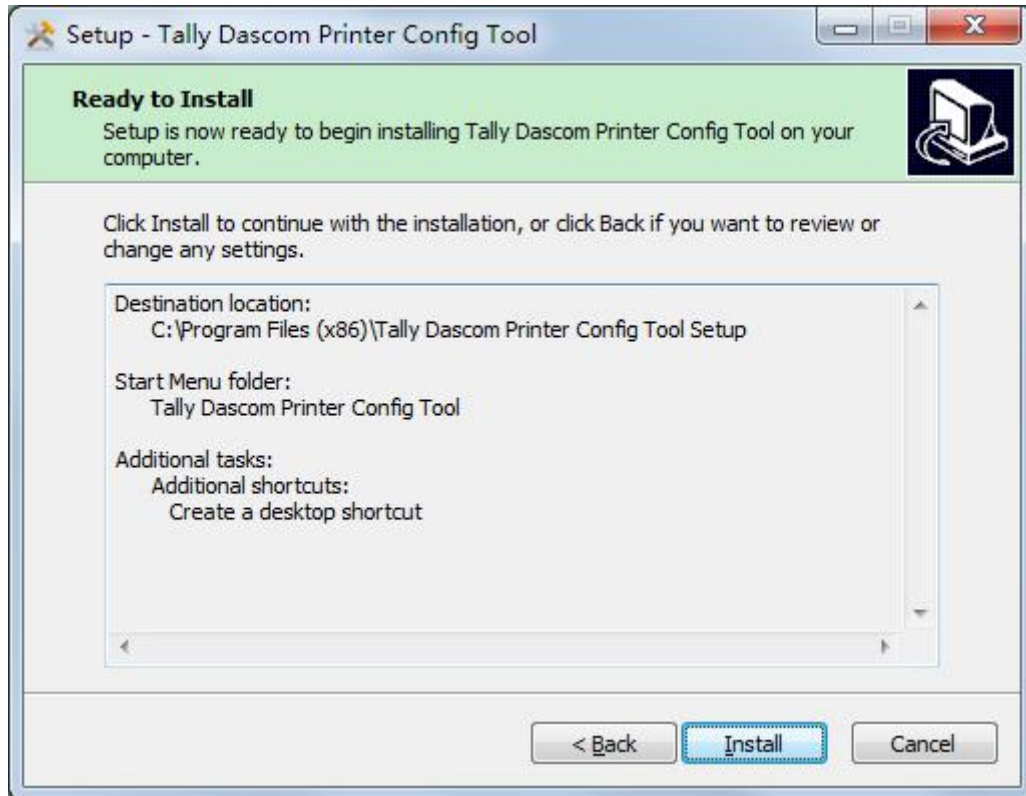 Setup - Tally Dascom Printer Config Tool
Ready to Install
Setup is now ready to begin installing Tally Dascom Printer Config Tool on your
computer.
Click Install to continue with the installation, or click Back if you want to review or
change any settings.
Destination location:
C:\Program Files (x86)\Tally Dascom Printer Config Tool Setup
Start Menu folder:
Tally Dascom Printer Config Tool
Additional tasks:
Additional shortcuts:
Create a desktop shortcut
< Back Install Cancel